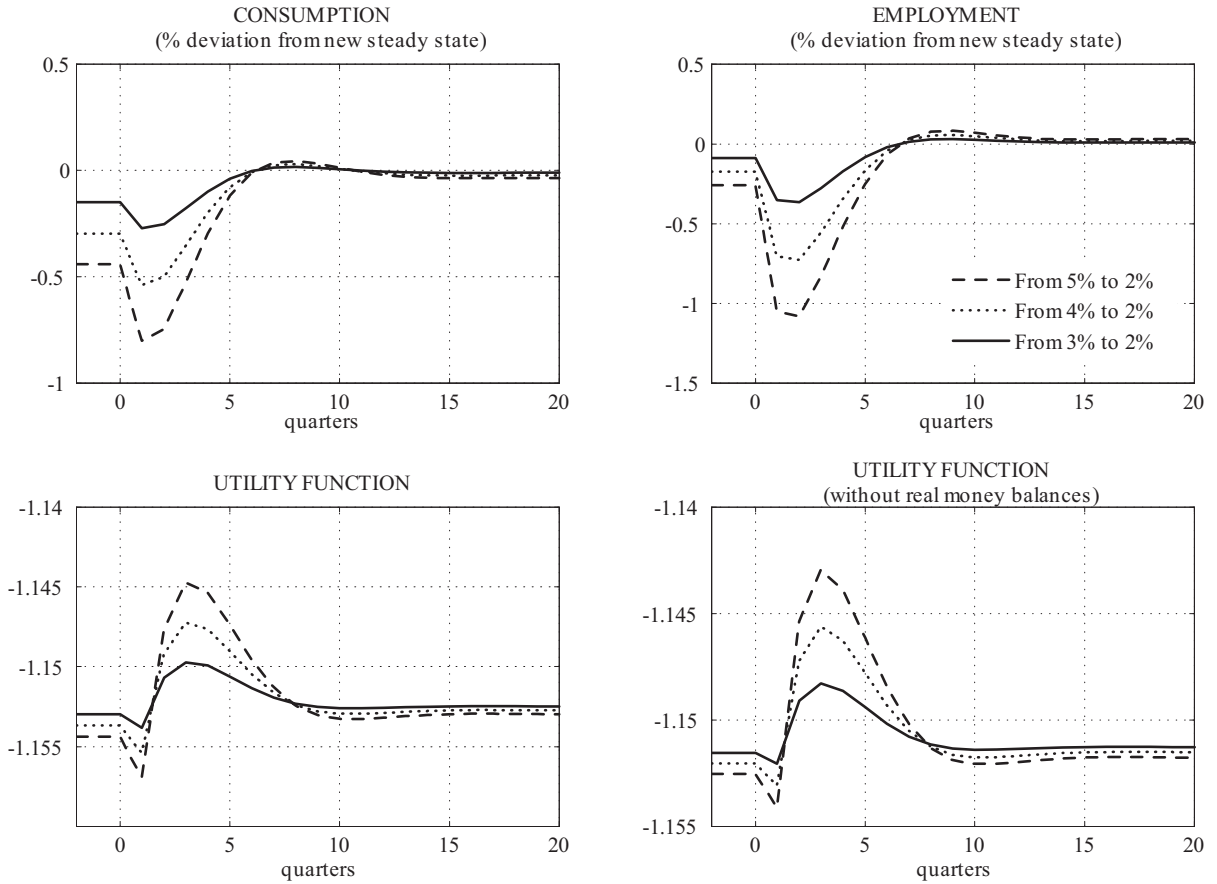 CONSUMPTION
(% deviation from new steady state)
0.5
0
-0.5
-1
0 5 10 15 20
quarters
EMPLOYMENT
(% deviation from new steady state)
0.5
0
-0.5
-1
-1.5
From 5% to 2%
From 4% to 2%
From 3% to 2%
0 5 10 15 20
quarters
UTILITY FUNCTION
-1.14
-1.145
-1.15
-1.155
0 5 10 15 20
quarters
UTILITY FUNCTION
(without real money balances)
-1.14
-1.145
-1.15
-1.155
0 5 10 15 20
quarters